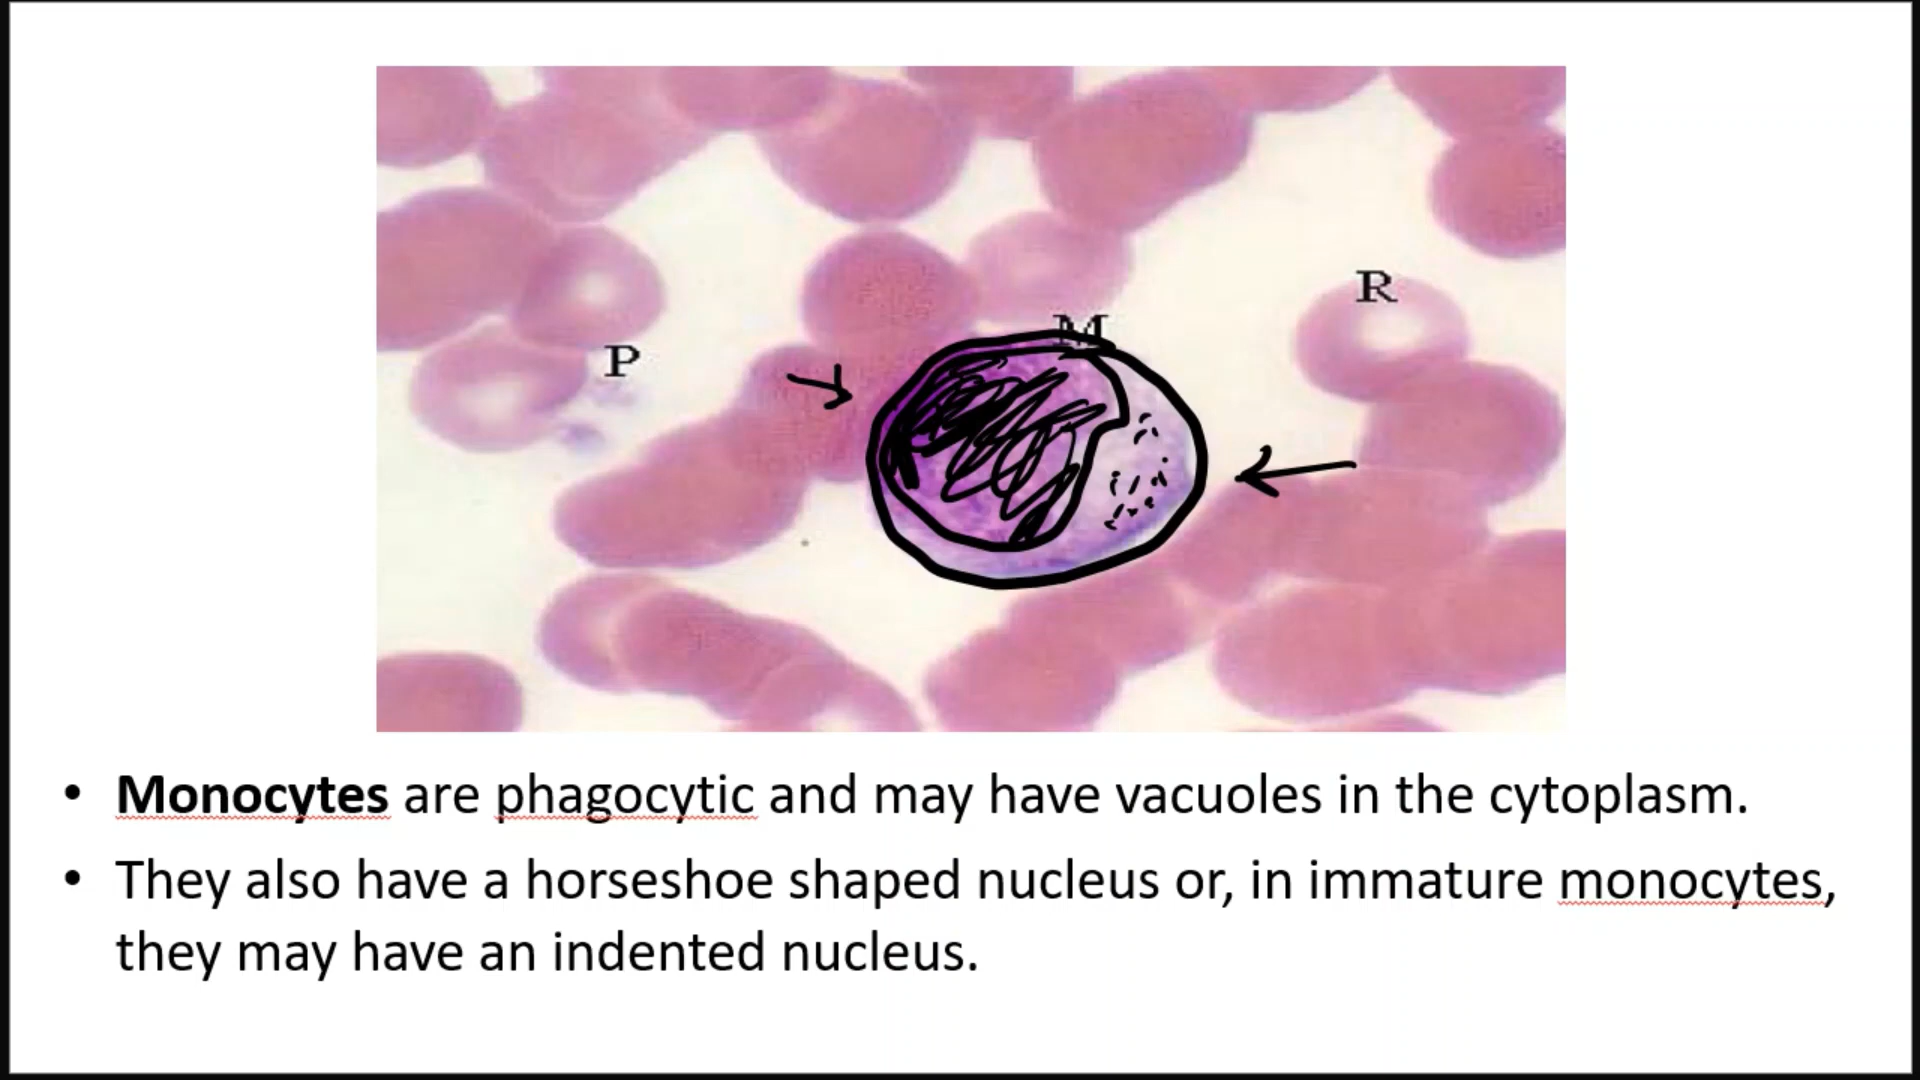 R
M
P
• Monocytes are phagocytic and may have vacuoles in the cytoplasm.
• They also have a horseshoe shaped nucleus or, in immature monocytes,
they may have an indented nucleus.